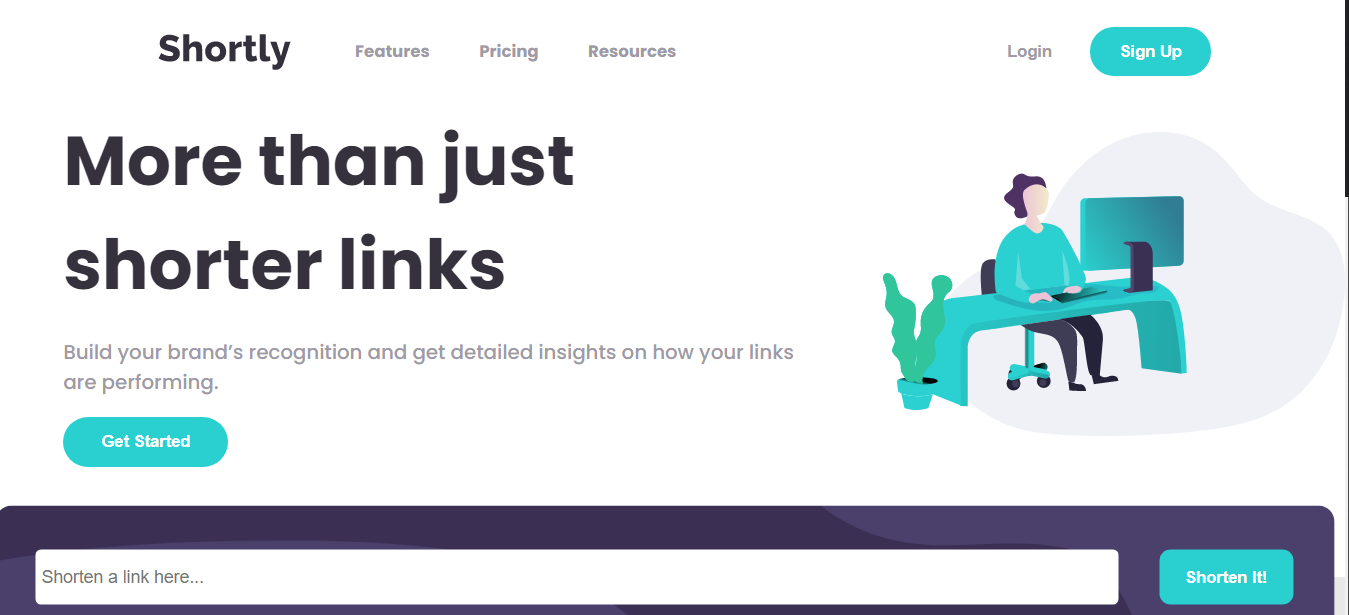 Shortly
Features
Pricing
Resources
Login
Sign Up
More than just
shorter links
Build your brand’s recognition and get detailed insights on how your links
are performing.
Get Started
Shorten a link here...
Shorten It!